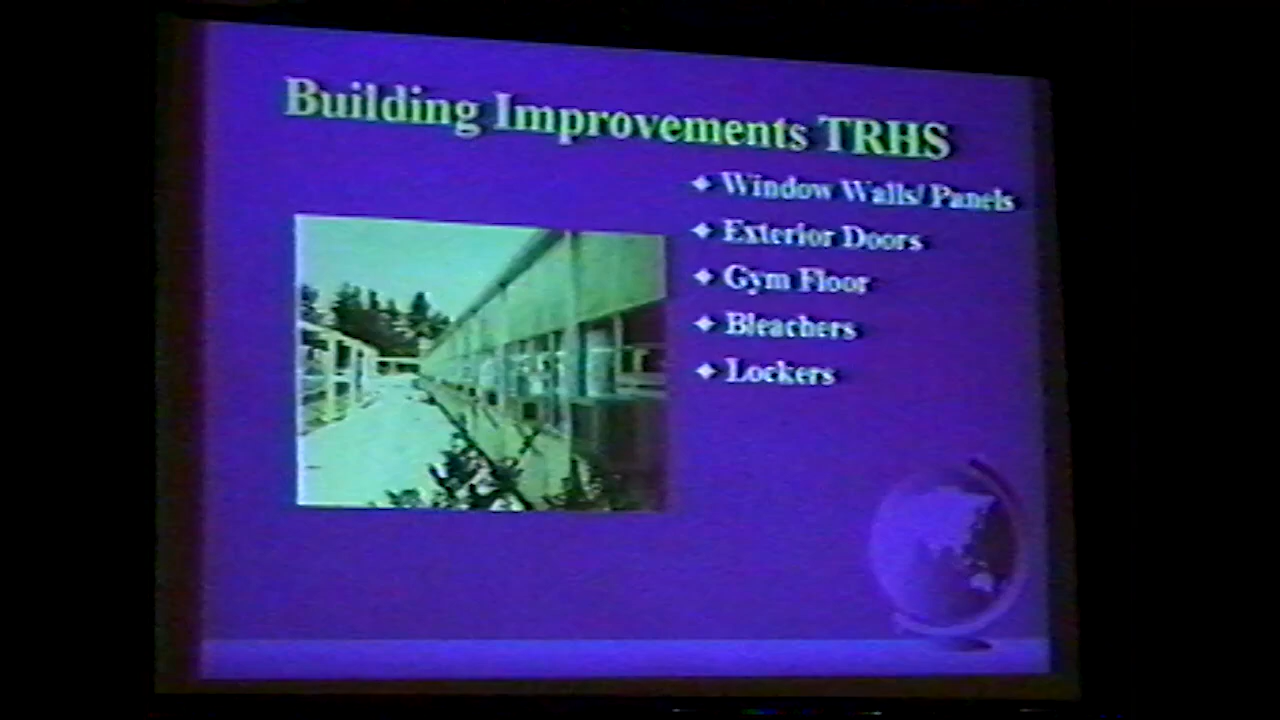 Building Improvements TRHS
Window Walls/ Panels
Exterior Doors
Gym Floor
Bleachers
Lockers